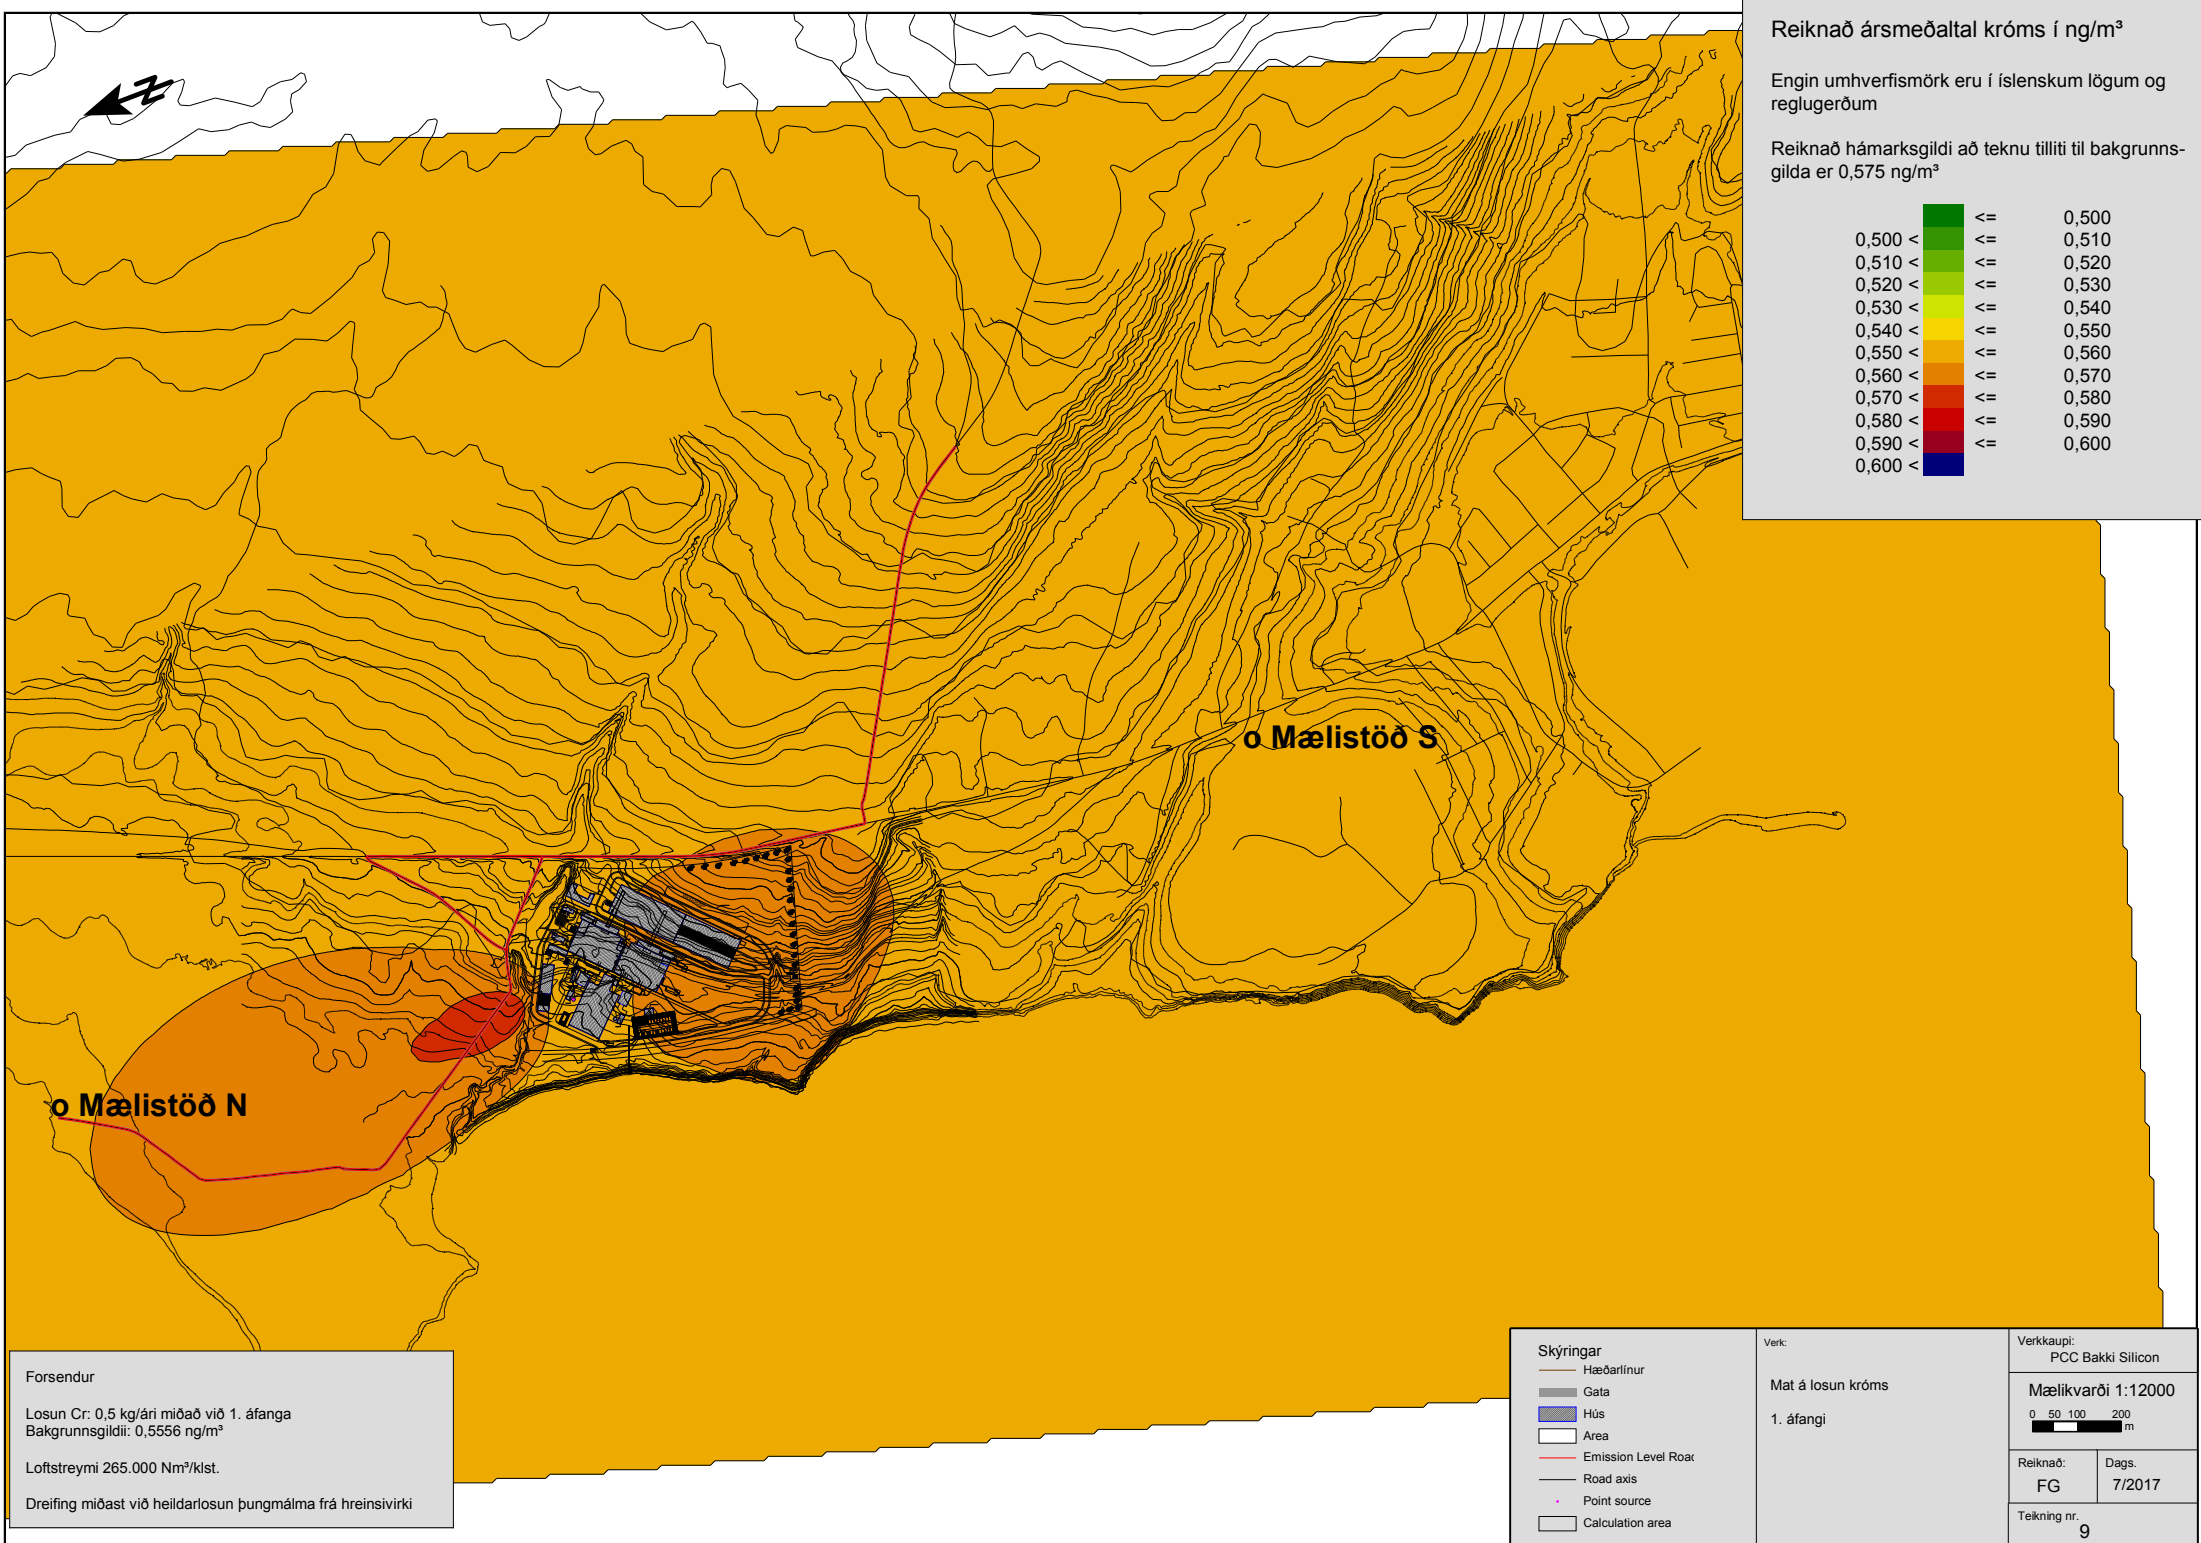 Reiknað ársmeðaltal króms í ng/m³
Engin umhverfismörk eru í íslenskum lögum og
reglugerðum
Reiknað hámarksgildi að teknu tilliti til bakgrunns-
gilda er 0,575 ng/m³
<= 0,500
0,500 < <= 0,510
0,510 < <= 0,520
0,520 < <= 0,530
0,530 < <= 0,540
0,540 < <= 0,550
0,550 < <= 0,560
0,560 < <= 0,570
0,570 < <= 0,580
0,580 < <= 0,590
0,590 < <= 0,600
0,600 <
N
o Mælistöð S
o Mælistöð N
Forsendur
Losun Cr: 0,5 kg/ári miðað við 1. áfanga
Bakgrunnsgildii: 0,5556 ng/m³
Loftstreymi 265.000 Nm³/klst.
Dreifing miðast við heildarlosun þungmálma frá hreinsivirki
Skýringar
Hæðarlínur
Gata
Hús
Area
Emission Level Road
Road axis
Point source
Calculation area
Verk:
Mat á losun króms
1. áfangi
Verkkaupi:
PCC Bakki Silicon
Mælikvarði 1:12000
0 50 100 200
m
Reiknað:
FG
Dags.
7/2017
Teikning nr.
9